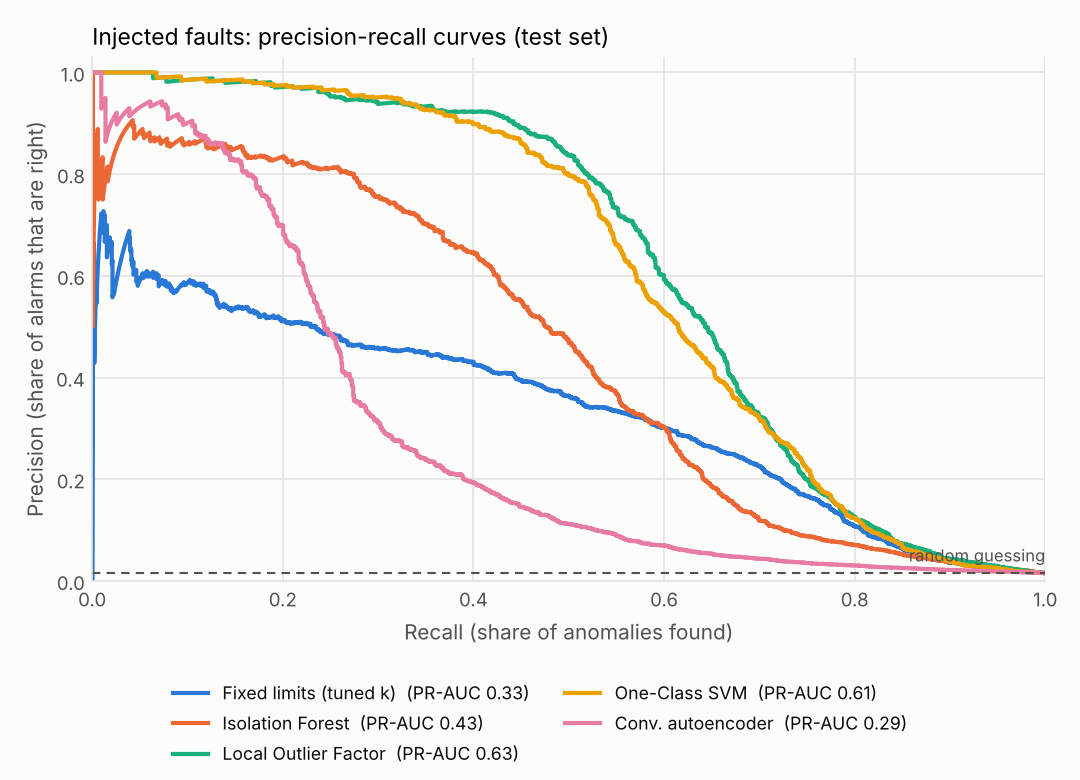 Injected faults: precision-recall curves (test set)
Precision (share of alarms that are right)
1.0
0.8
0.6
0.4
0.2
0.0
random guessing
0.0 0.2 0.4 0.6 0.8 1.0
Recall (share of anomalies found)
Fixed limits (tuned k) (PR-AUC 0.33)
Isolation Forest (PR-AUC 0.43)
Local Outlier Factor (PR-AUC 0.63)
One-Class SVM (PR-AUC 0.61)
Conv. autoencoder (PR-AUC 0.29)